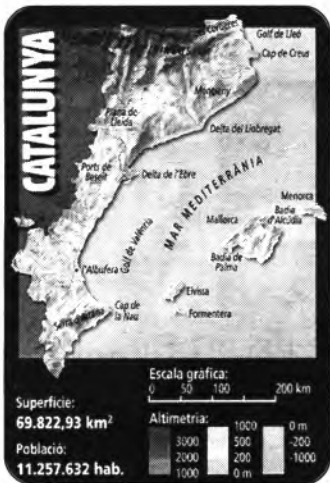 CATALUNYA
Golf de Lleó
Cap de Creus
Montseny
Plana de
Lleida
Delta del Llobregat
Ports de
Beseit
Delta de l'Ebre
MAR MEDITERRÀNIA
Menorca
Mallorca
Badia
d'Alcúdia
Golf de València
l'Albufera
Badia de
Palma
Eivissa
Cap de
la Nau
Formentera
Escala gràfica:
0 50 100 200 km
Superfície:
69.822,93 km²
Altimetria:
3000
2000
1000
1000
500
200
0 m
0 m
-200
-1000
Població:
11.257.632 hab.